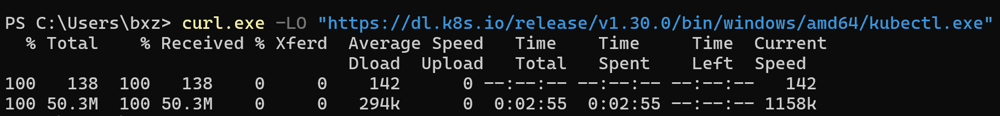 PS C:\Users\bxz> curl.exe -LO "https://dl.k8s.io/release/v1.30.0/bin/windows/amd64/kubectl.exe"
  % Total    % Received % Xferd  Average Speed   Time    Time     Time  Current
                                 Dload  Upload   Total   Spent    Left  Speed
100   138  100   138    0     0    142      0 --:--:-- --:--:-- --:--:--   142
100 50.3M  100 50.3M    0     0   294k      0  0:02:55  0:02:55 --:--:-- 1158k